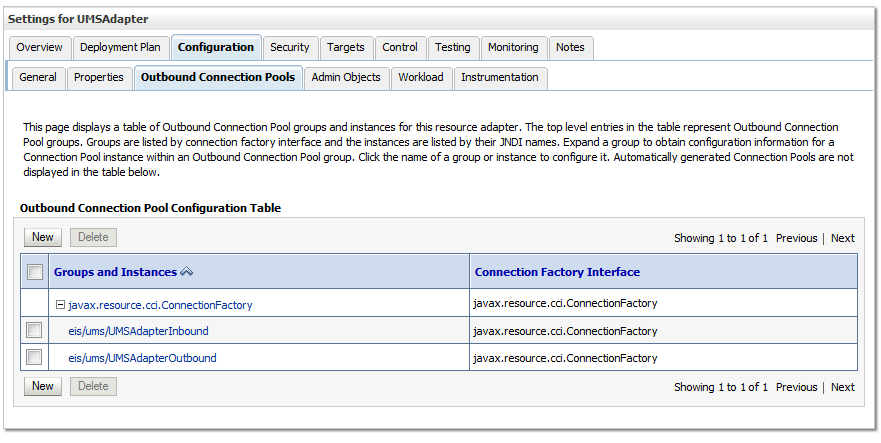 Settings for UMSAdapter
Overview Deployment Plan Configuration Security Targets Control Testing Monitoring Notes
General Properties Outbound Connection Pools Admin Objects Workload Instrumentation
This page displays a table of Outbound Connection Pool groups and instances for this resource adapter. The top level entries in the table represent Outbound Connection
Pool groups. Groups are listed by connection factory interface and the instances are listed by their JNDI names. Expand a group to obtain configuration information for a
Connection Pool instance within an Outbound Connection Pool group. Click the name of a group or instance to configure it. Automatically generated Connection Pools are not
displayed in the table below.
Outbound Connection Pool Configuration Table
New Delete Showing 1 to 1 of 1 Previous | Next
Groups and Instances Connection Factory Interface
javax.resource.cci.ConnectionFactory javax.resource.cci.ConnectionFactory
eis/ums/UMSAdapterInbound javax.resource.cci.ConnectionFactory
eis/ums/UMSAdapterOutbound javax.resource.cci.ConnectionFactory
New Delete Showing 1 to 1 of 1 Previous | Next